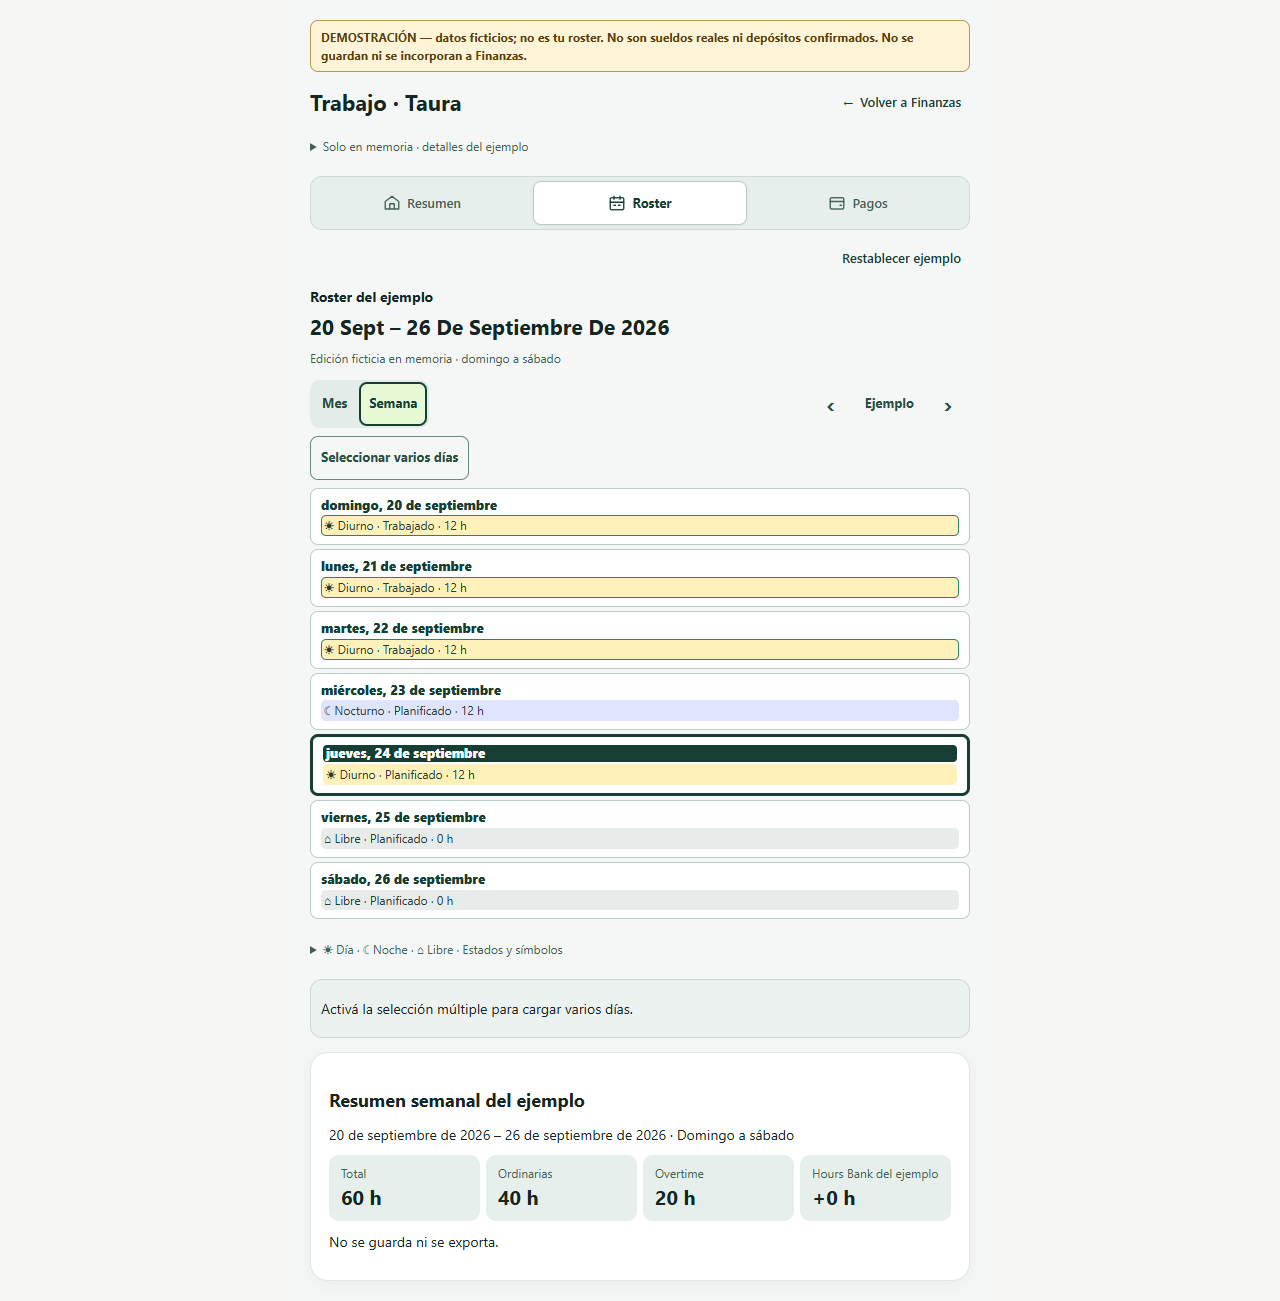 DEMOSTRACIÓN — datos ficticios; no es tu roster. No son sueldos reales ni depósitos confirmados. No se
guardan ni se incorporan a Finanzas.
Trabajo · Taura
← Volver a Finanzas
▶ Solo en memoria · detalles del ejemplo
Resumen
Roster
Pagos
Restablecer ejemplo
Roster del ejemplo
20 Sept – 26 De Septiembre De 2026
Edición ficticia en memoria · domingo a sábado
Mes
Semana
‹
Ejemplo
›
Seleccionar varios días
domingo, 20 de septiembre
☀ Diurno · Trabajado · 12 h
lunes, 21 de septiembre
☀ Diurno · Trabajado · 12 h
martes, 22 de septiembre
☀ Diurno · Trabajado · 12 h
miércoles, 23 de septiembre
☾ Nocturno · Planificado · 12 h
jueves, 24 de septiembre
☀ Diurno · Planificado · 12 h
viernes, 25 de septiembre
⌂ Libre · Planificado · 0 h
sábado, 26 de septiembre
⌂ Libre · Planificado · 0 h
▶ ☀ Día · ☾ Noche · ⌂ Libre · Estados y símbolos
Activá la selección múltiple para cargar varios días.
Resumen semanal del ejemplo
20 de septiembre de 2026 – 26 de septiembre de 2026 · Domingo a sábado
Total
60 h
Ordinarias
40 h
Overtime
20 h
Hours Bank del ejemplo
+0 h
No se guarda ni se exporta.